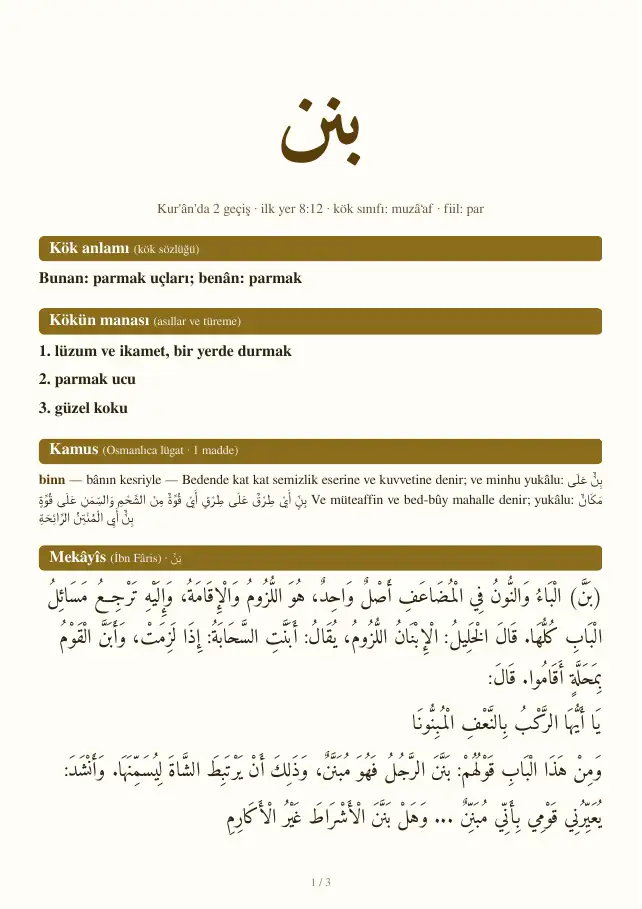 بنن
Kur'ân'da 2 geçiş · ilk yer 8:12 · kök sınıfı: muzâ'af · fiil: par
Kök anlamı (kök sözlüğü)
Bunan: parmak uçları; benân: parmak
Kökün manası (asıllar ve türeme)
1. lüzum ve ikamet, bir yerde durmak
2. parmak ucu
3. güzel koku
Kamus (Osmanlıca lügat · 1 madde)
binn — bânın kesriyle — Bedende kat kat semizlik eserine ve kuvvetine denir; ve minhu yukâlu: بِنٌّ عَلَى
بِنٍّ أَيْ طِرْقٌ عَلَى طِرْقٍ أَيْ قُوَّةٌ مِنَ الشَّحْمِ وَالسِّمَنِ عَلَى قُوَّةٍ Ve müteaffin ve bed-bûy mahalle denir; yukâlu: مَكَانٌ
بِنٌّ أَيِ الْمُنْتِنُ الرَّائِحَةِ
Mekâyîs (İbn Fâris) · بَنَّ
(بَنَّ) الْبَاءُ وَالنُّونُ فِي الْمُضَاعَفِ أَصْلٌ وَاحِدٌ، هُوَ اللُّزُومُ وَالْإِقَامَةُ، وَإِلَيْهِ تَرْجِعُ مَسَائِلُ
الْبَابِ كُلُّهَا. قَالَ الْخَلِيلُ: الْإِبْنَانُ اللُّزُومُ، يُقَالُ: أَبَنَّتِ السَّحَابَةُ: إِذَا لَزِمَتْ، وَأَبَنَّ الْقَوْمُ
بِمَحَلَّةٍ أَقَامُوا. قَالَ:
يَا أَيُّهَا الرَّكْبُ بِالنَّعْفِ الْمُبِنُّونَا
وَمِنْ هَذَا الْبَابِ قَوْلُهُمْ: بَنَّنَ الرَّجُلُ فَهُوَ مُبَنَّنٌ، وَذَلِكَ أَنْ يَرْتَبِطَ الشَّاةَ لِيُسَمِّنَهَا. وَأَنْشَدَ:
يُعَيِّرُنِي قَوْمِي بِأَنِّي مُبَنِّنٌ ... وَهَلْ بَنَّنَ الْأَشْرَاطَ غَيْرُ الْأَكَارِمِ
1 / 3